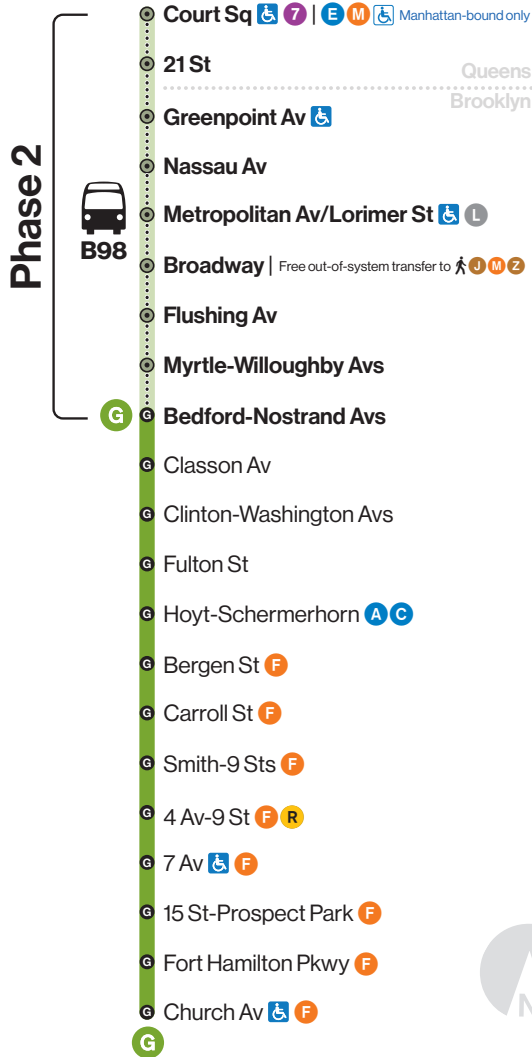 Court Sq 7 | E M Manhattan-bound only
21 St
Queens
Brooklyn
Greenpoint Av
Nassau Av
Phase 2
B98
Metropolitan Av/Lorimer St L
Broadway | Free out-of-system transfer to J M Z
Flushing Av
Myrtle-Willoughby Avs
G G Bedford-Nostrand Avs
G Classon Av
G Clinton-Washington Avs
G Fulton St
G Hoyt-Schermerhorn A C
G Bergen St F
G Carroll St F
G Smith-9 Sts F
G 4 Av-9 St F R
G 7 Av F
G 15 St-Prospect Park F
G Fort Hamilton Pkwy F
G Church Av F
G
N